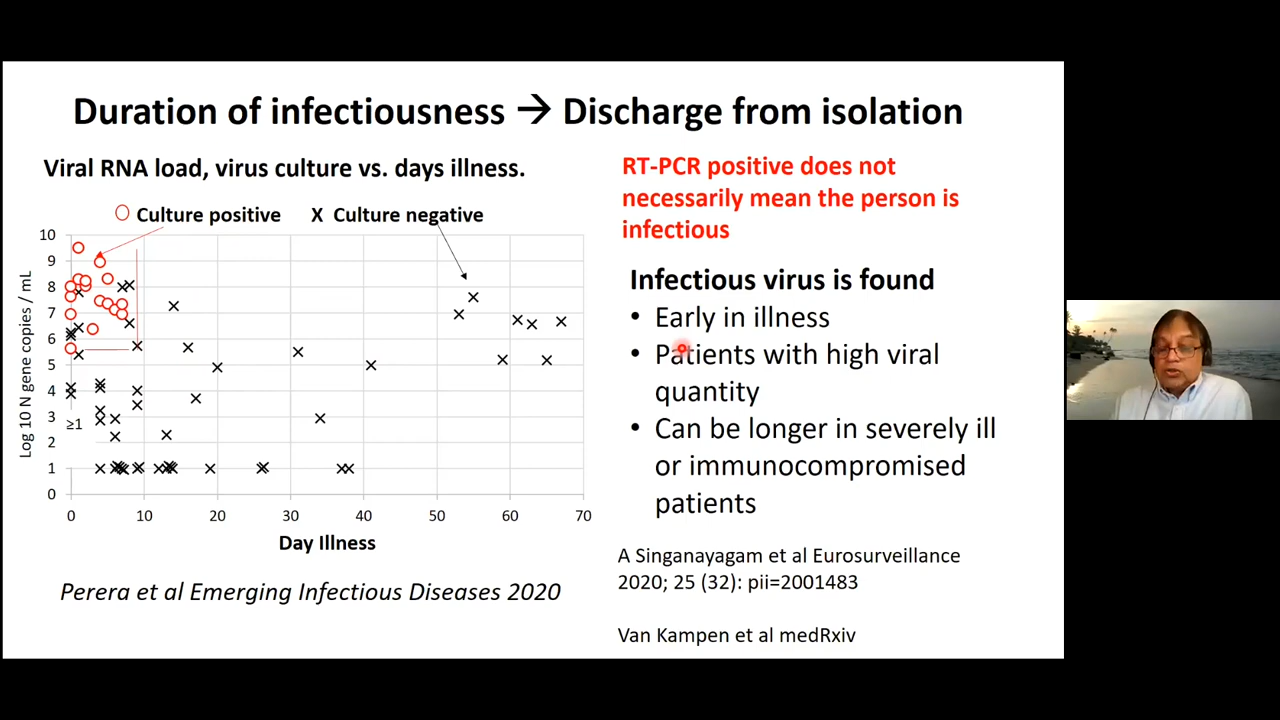 Duration of infectiousness → Discharge from isolation
Viral RNA load, virus culture vs. days illness.
Culture positive
X Culture negative
10
9
8
7
6
5
4
3
2
1
0
≥1
Log 10 N gene copies / mL
0 10 20 30 40 50 60 70
Day Illness
Perera et al Emerging Infectious Diseases 2020
RT-PCR positive does not
necessarily mean the person is
infectious
Infectious virus is found
• Early in illness
• Patients with high viral
quantity
• Can be longer in severely ill
or immunocompromised
patients
A Singanayagam et al Eurosurveillance
2020; 25 (32): pii=2001483
Van Kampen et al medRxiv